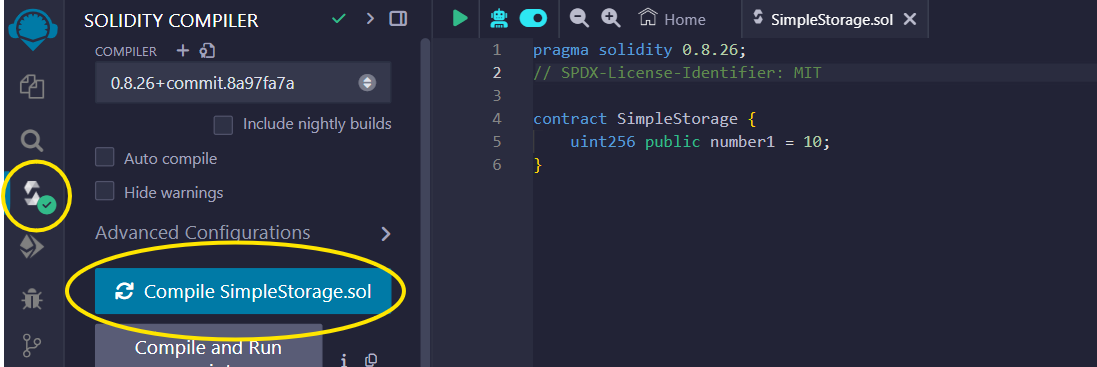 SOLIDITY COMPILER
COMPILER
0.8.26+commit.8a97fa7a
Include nightly builds
Auto compile
Hide warnings
Advanced Configurations
Compile SimpleStorage.sol
Compile and Run
Home
SimpleStorage.sol
1 pragma solidity 0.8.26;
2 // SPDX-License-Identifier: MIT
3
4 contract SimpleStorage {
5 uint256 public number1 = 10;
6 }